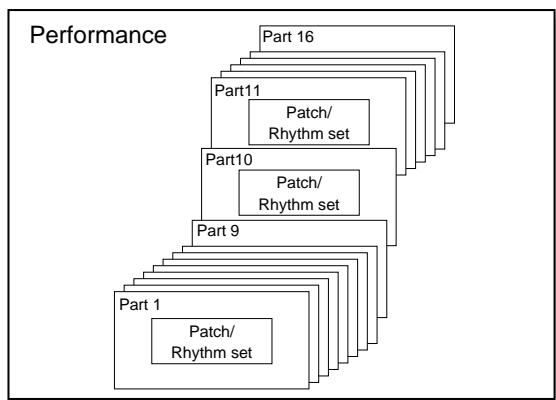 Performance
Part 16
Part11
Patch/
Rhythm set
Part10
Patch/
Rhythm set
Part 9
Part 1
Patch/
Rhythm set